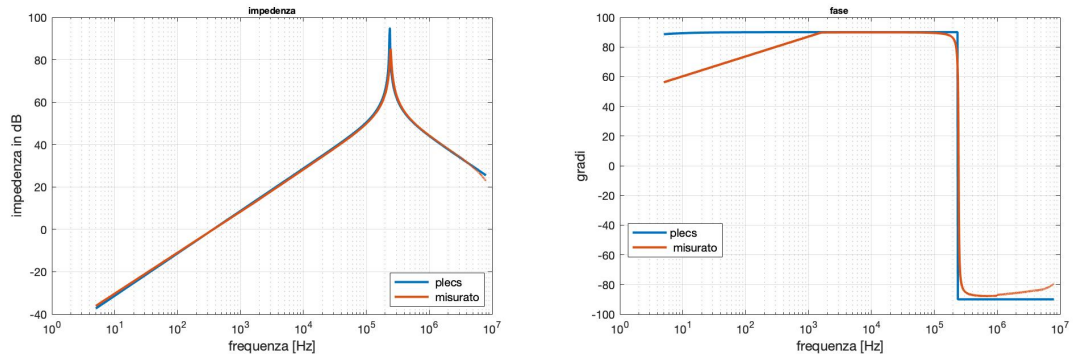 impedenza
100
80
60
40
20
0
-20
-40
impedenza in dB
10^0 10^1 10^2 10^3 10^4 10^5 10^6 10^7
frequenza [Hz]
plecs
misurato
fase
100
80
60
40
20
0
-20
-40
-60
-80
-100
gradi
10^0 10^1 10^2 10^3 10^4 10^5 10^6 10^7
frequenza [Hz]
plecs
misurato